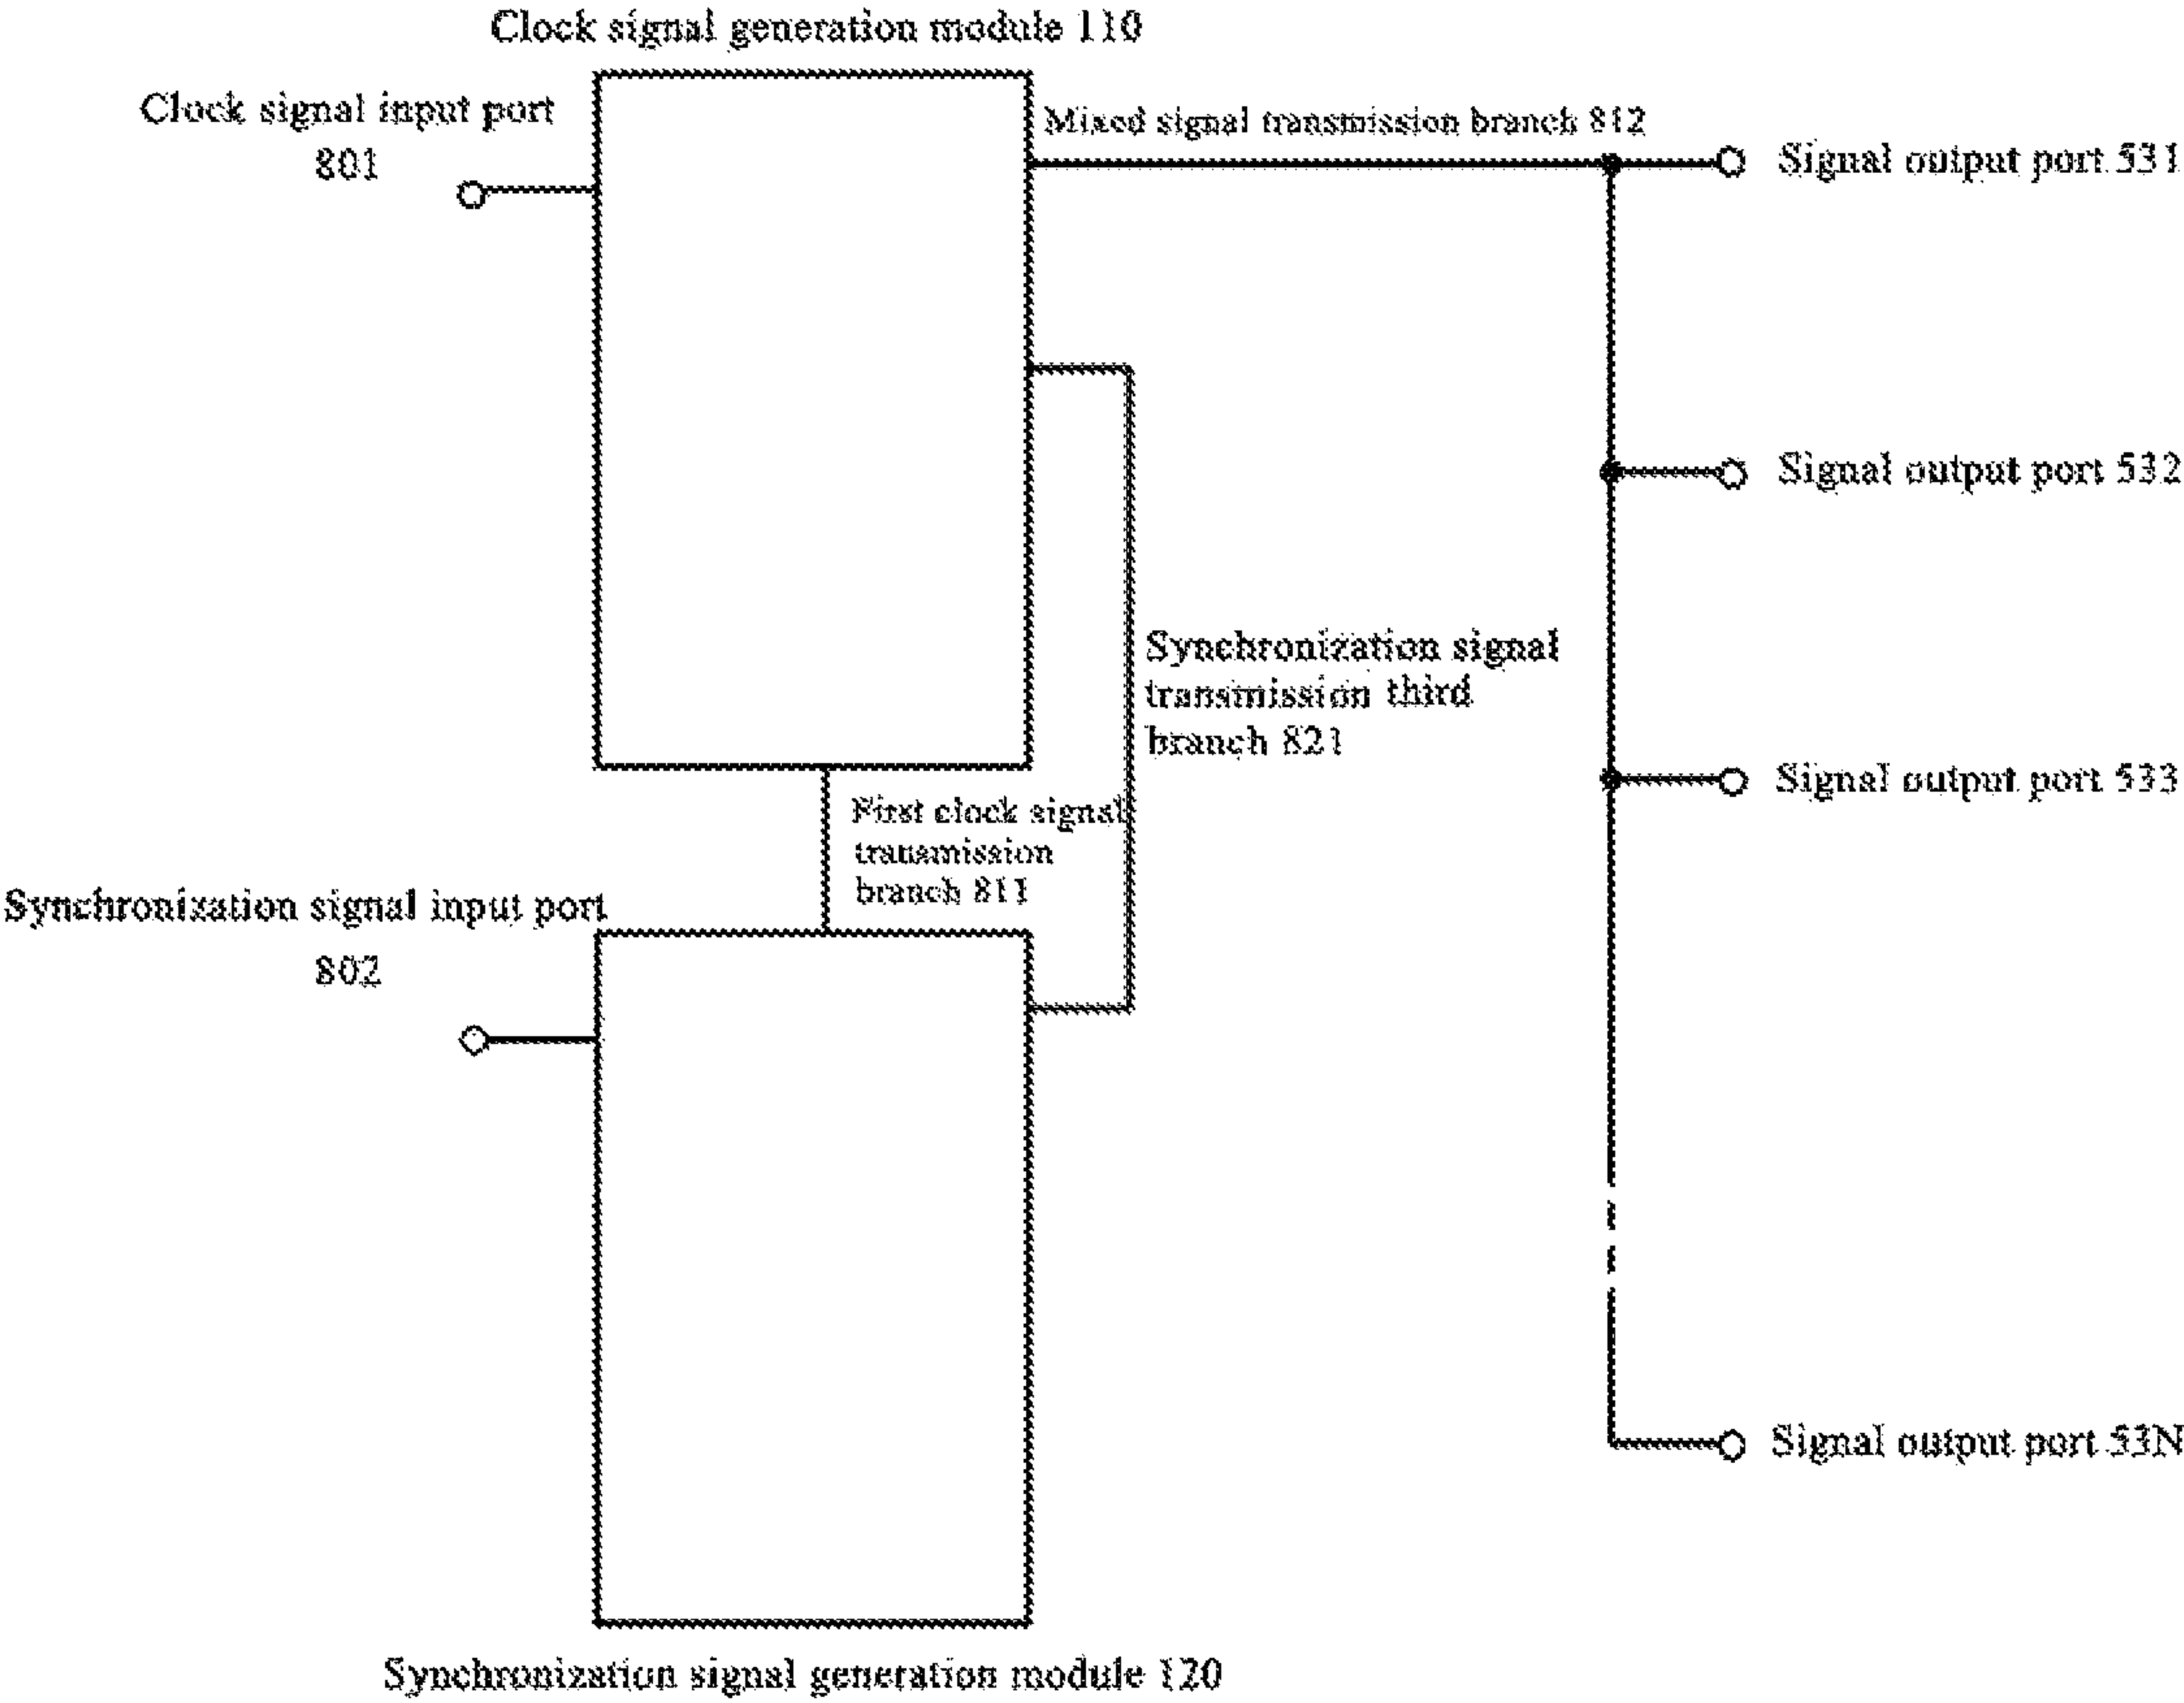 Clock signal generation module 110
Clock signal input port
801
Mixed signal transmission branch 812
Signal output port 531
Signal output port 532
Synchronization signal
transmission third
branch 821
Signal output port 533
First clock signal
transmission
branch 811
Synchronization signal input port
802
Signal output port 53N
Synchronization signal generation module 120